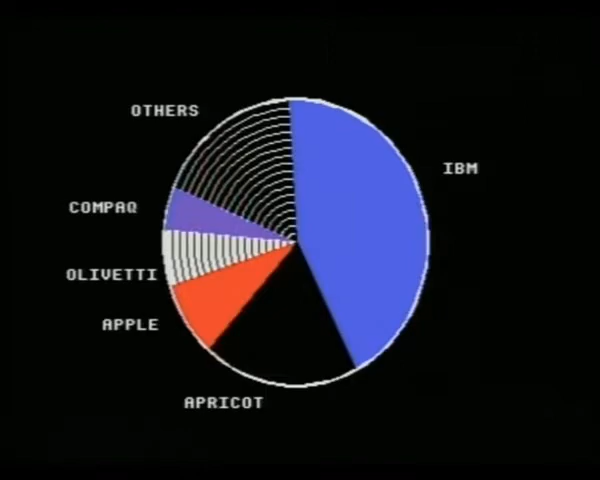 OTHERS
IBM
COMPAQ
OLIVETTI
APPLE
APRICOT